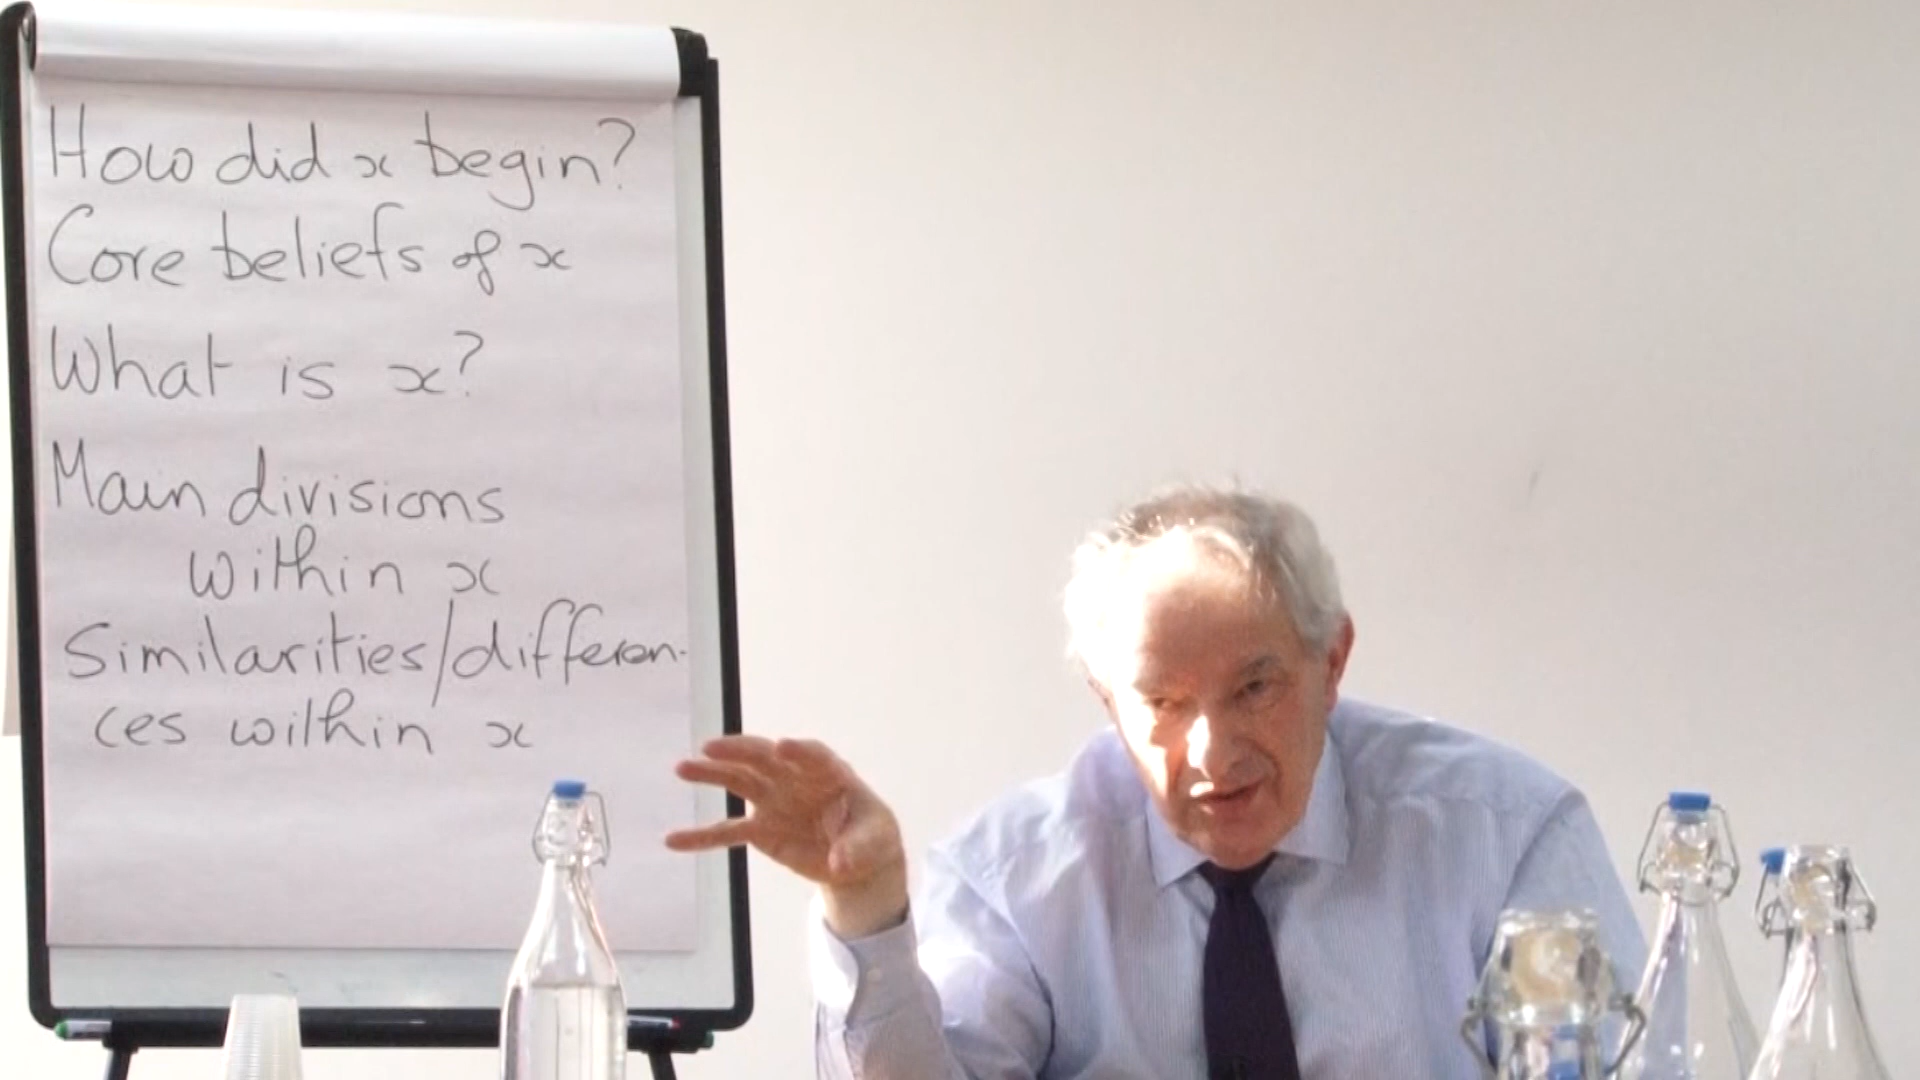 How did x begin?
Core beliefs of x
What is x?
Main divisions
within x
Similarities/differen-
ces within x